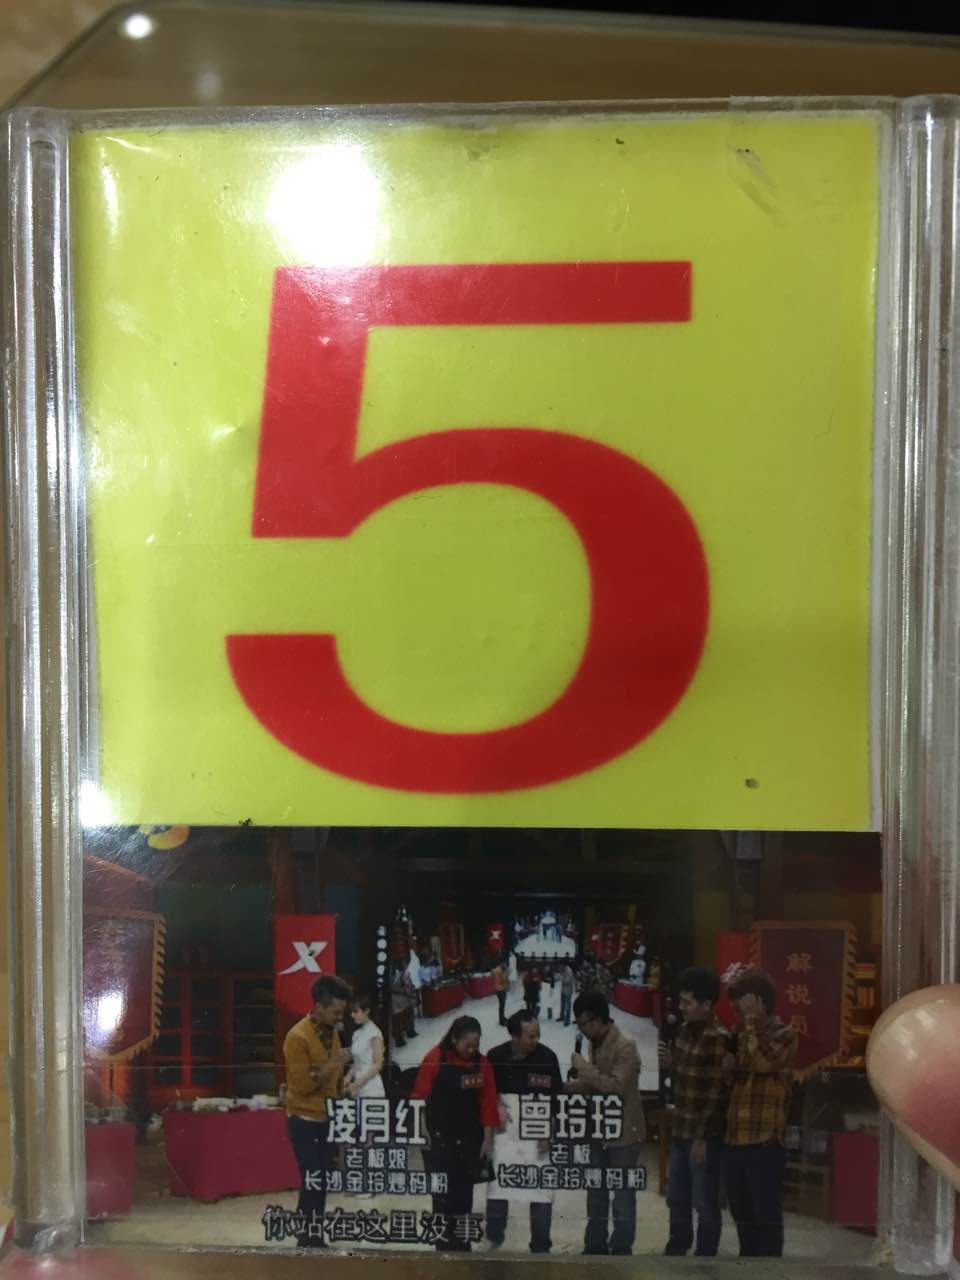 5
解说员
凌月红
老板娘
长沙金玲炒码粉
曾玲玲
老板
长沙金玲炒码粉
你站在这里没事